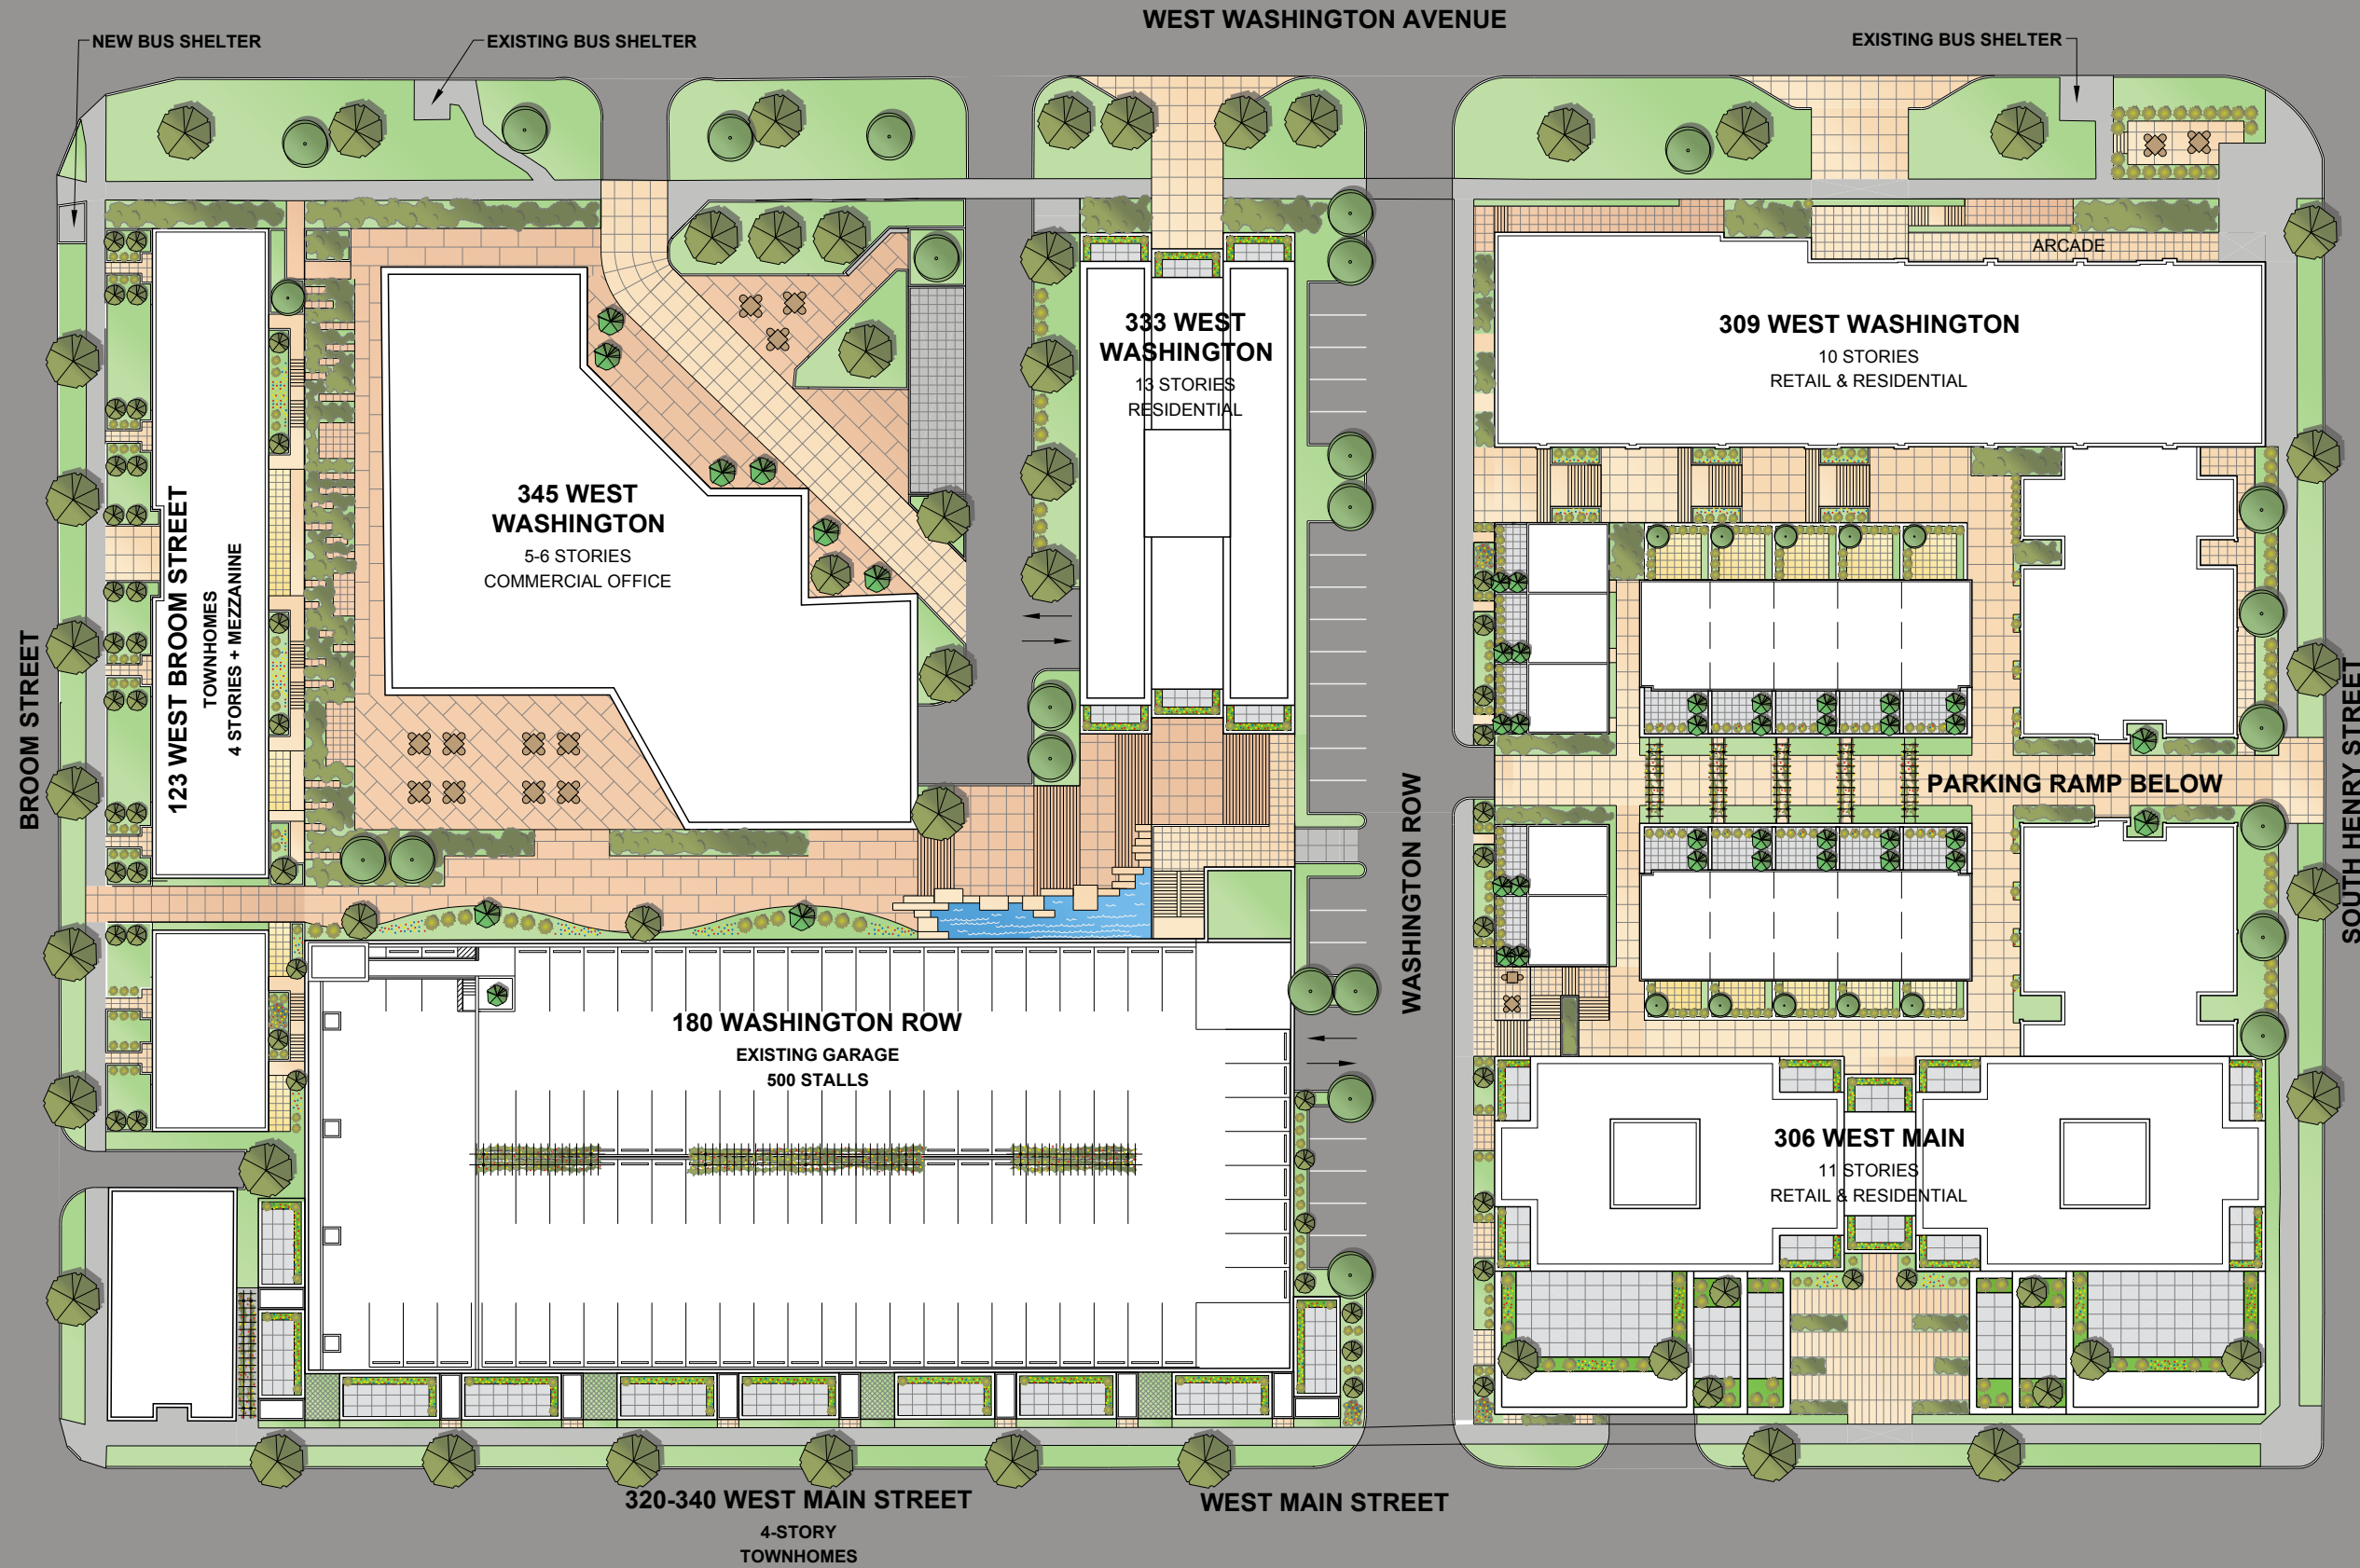 WEST WASHINGTON AVENUE
NEW BUS SHELTER
EXISTING BUS SHELTER
EXISTING BUS SHELTER
ARCADE
333 WEST
WASHINGTON
13 STORIES
RESIDENTIAL
309 WEST WASHINGTON
10 STORIES
RETAIL & RESIDENTIAL
345 WEST
WASHINGTON
5-6 STORIES
COMMERCIAL OFFICE
123 WEST BROOM STREET
TOWNHOMES
4 STORIES + MEZZANINE
BROOM STREET
PARKING RAMP BELOW
WASHINGTON ROW
SOUTH HENRY STREET
180 WASHINGTON ROW
EXISTING GARAGE
500 STALLS
306 WEST MAIN
11 STORIES
RETAIL & RESIDENTIAL
320-340 WEST MAIN STREET
4-STORY
TOWNHOMES
WEST MAIN STREET